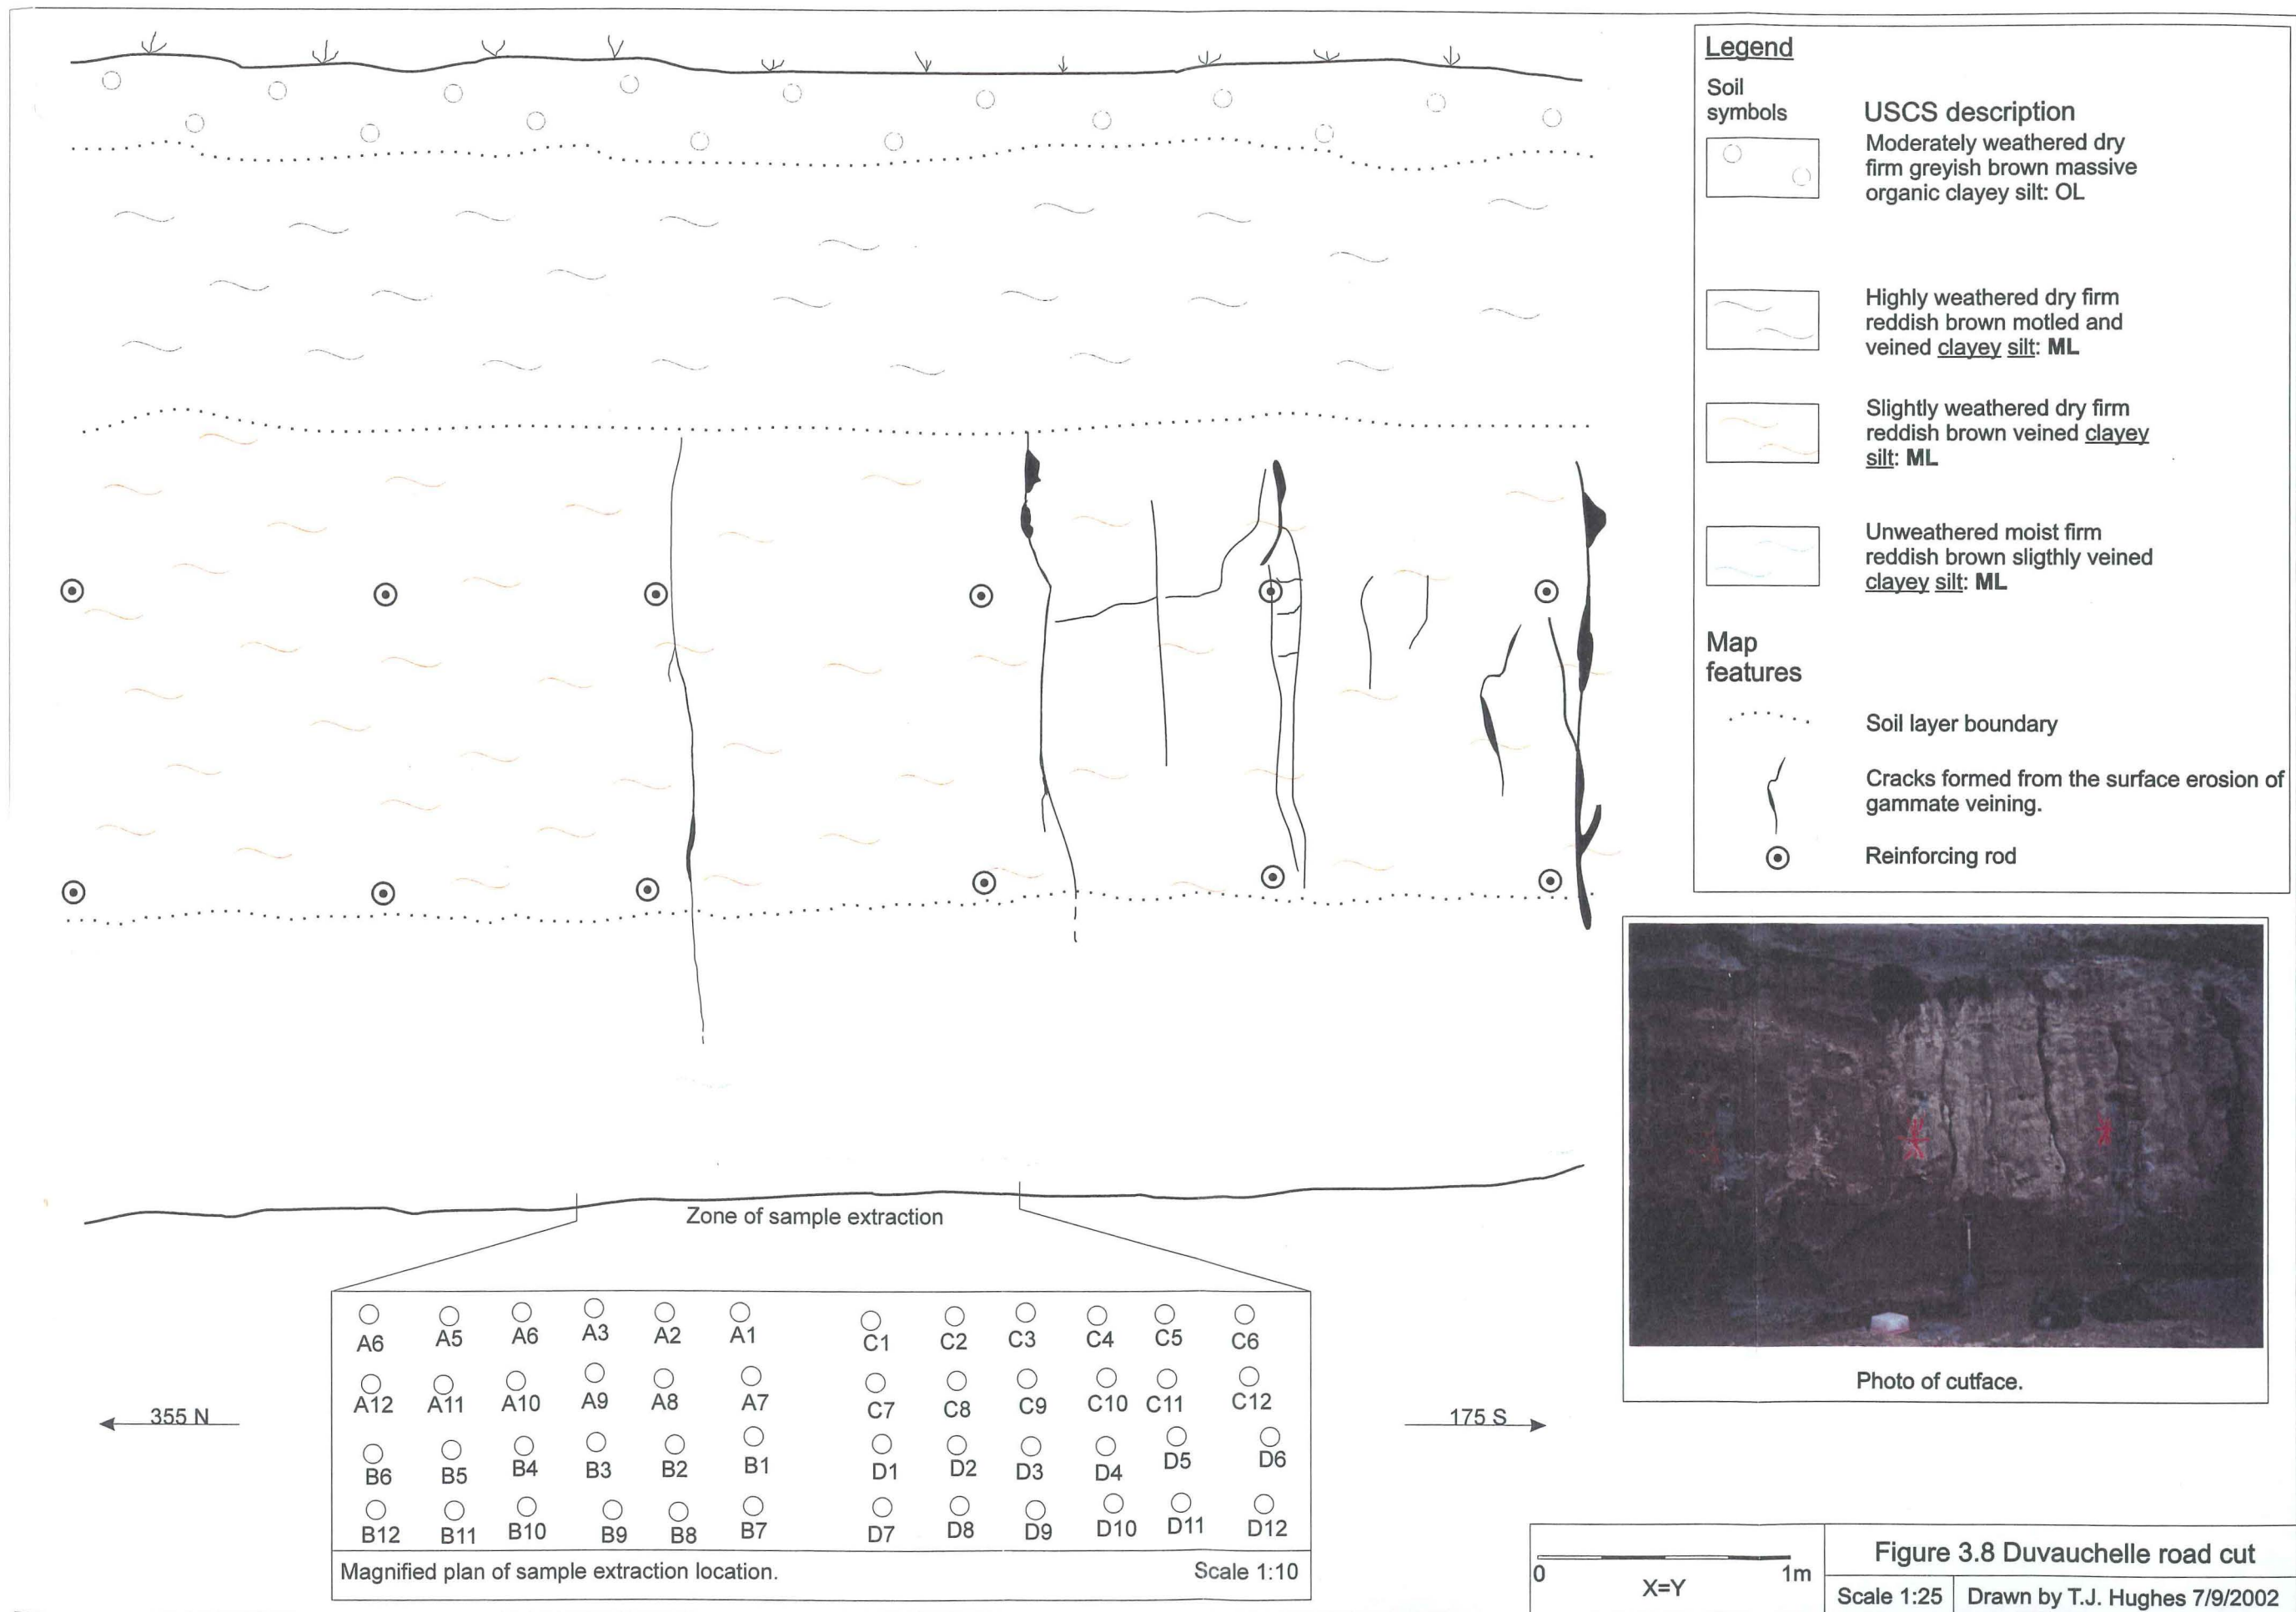 Legend
Soil
symbols
USCS description
Moderately weathered dry
firm greyish brown massive
organic clayey silt: OL
Highly weathered dry firm
reddish brown motled and
veined clayey silt: ML
Slightly weathered dry firm
reddish brown veined clayey
silt: ML
Unweathered moist firm
reddish brown sligthly veined
clayey silt: ML
Map
features
Soil layer boundary
Cracks formed from the surface erosion of
gammate veining.
Reinforcing rod
Photo of cutface.
Zone of sample extraction
A6 A5 A6 A3 A2 A1 C1 C2 C3 C4 C5 C6
A12 A11 A10 A9 A8 A7 C7 C8 C9 C10 C11 C12
B6 B5 B4 B3 B2 B1 D1 D2 D3 D4 D5 D6
B12 B11 B10 B9 B8 B7 D7 D8 D9 D10 D11 D12
Magnified plan of sample extraction location. Scale 1:10
355 N
175 S
0 1m
X=Y
Figure 3.8 Duvauchelle road cut
Scale 1:25 Drawn by T.J. Hughes 7/9/2002